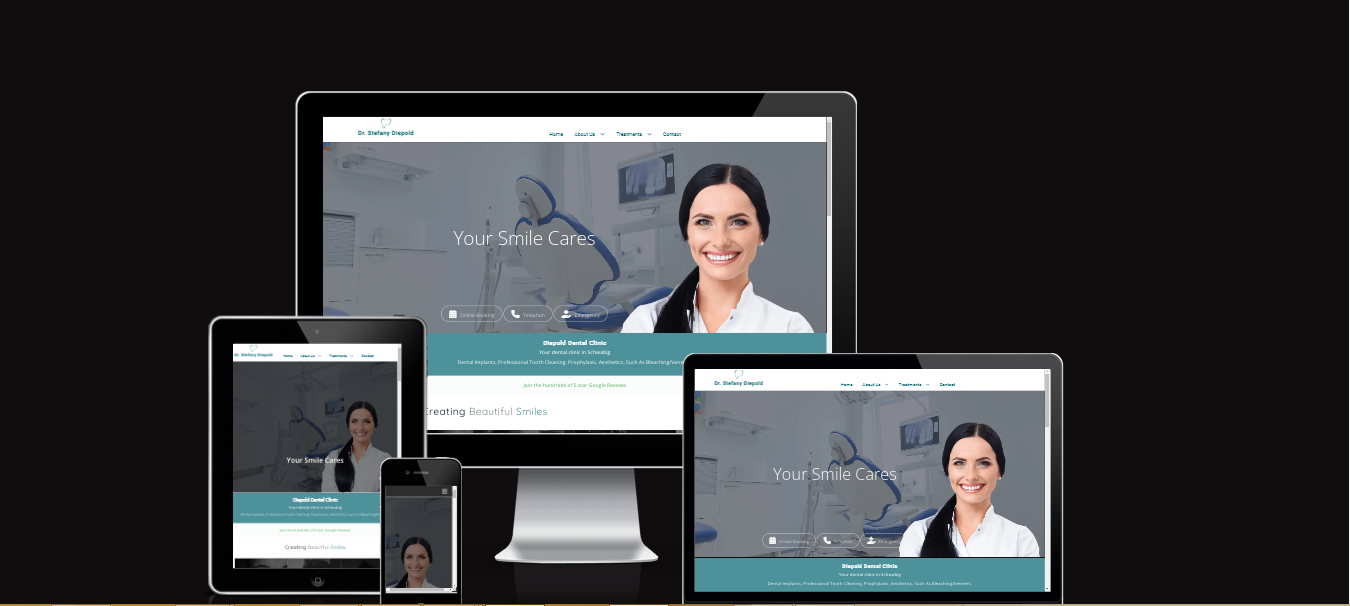 Dr. Stefany Diepold
Home About Us Treatments Contact
Your Smile Cares
Online Booking Telephon Emergency
Diepold Dental Clinic
Your dental clinic in Schwabig
Dental Implants, Professional Tooth Cleaning, Prophylaxis, Aesthetics, Such As Bleaching/Vene
Join the hundreds of 5 star Google Reviews
Creating Beautiful Smiles
Dr. Stefany Diepold
Home About Us Treatments Contact
Your Smile Cares
Diepold Dental Clinic
Your dental clinic in Schwabig
Join the hundreds of 5 star Google Reviews
Creating Beautiful Smiles
Dr. Stefany Diepold
Home About Us Treatments Contact
Your Smile Cares
Online Booking Telephon Emergency
Diepold Dental Clinic
Your dental clinic in Schwabig
Dental Implants, Professional Tooth Cleaning, Prophylaxis, Aesthetics, Such As Bleaching/Veneers.